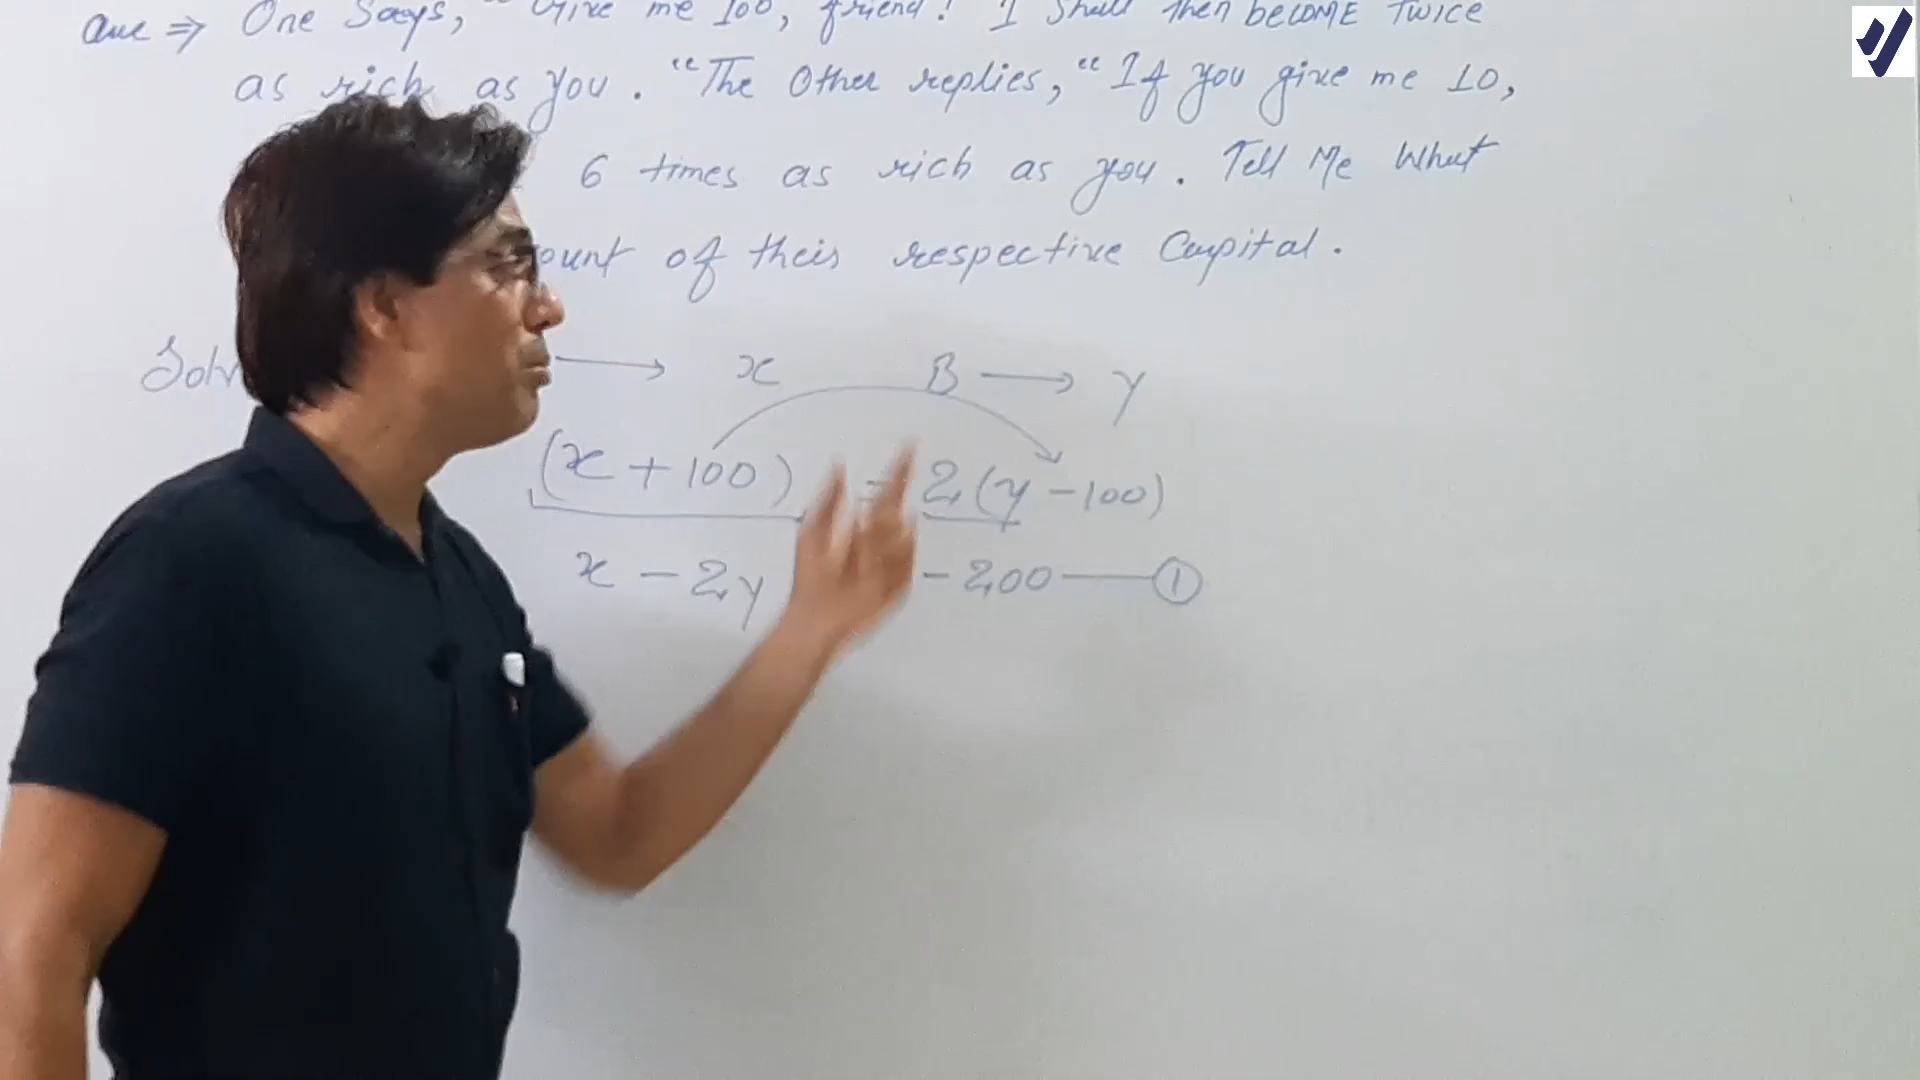 Que ⇒ One Says, "Give me 100, friend! I Shall then become Twice
as rich as you. "The Other replies, "If you give me 10,
6 times as rich as you. Tell Me What
ount of their respective Capital.
Solv → x B → y
(x + 100) = 2(y - 100)
x - 2y - 200 — 1